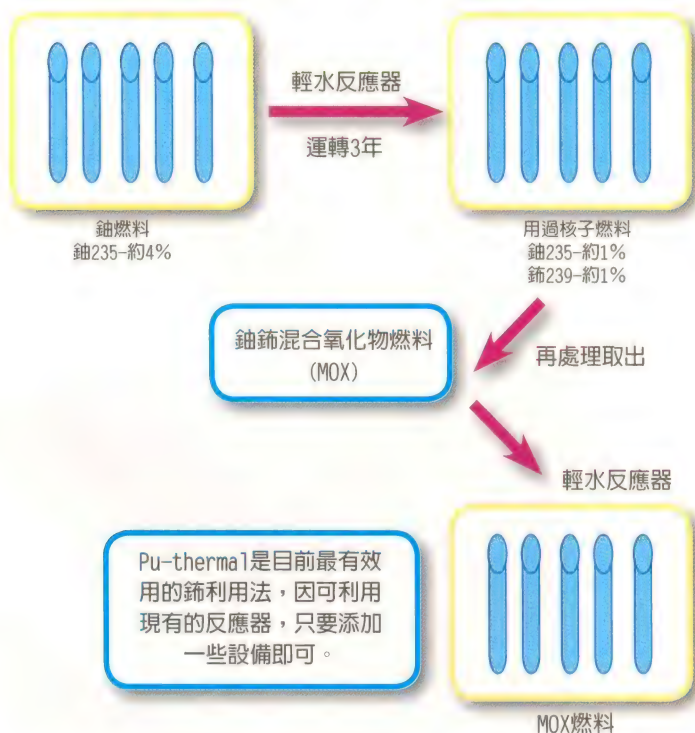 輕水反應器
運轉3年
鈾燃料
鈾235-約4%
用過核子燃料
鈾235-約1%
鈽239-約1%
鈾鈽混合氧化物燃料
(MOX)
再處理取出
輕水反應器
Pu-thermal是目前最有效
用的鈽利用法，因可利用
現有的反應器，只要添加
一些設備即可。
MOX燃料